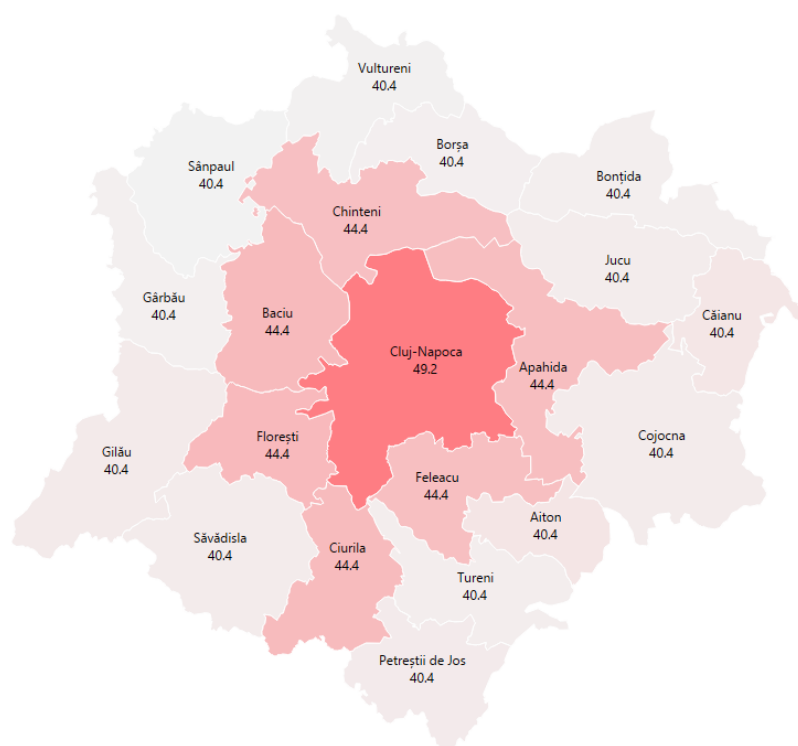 Vultureni
40.4
Borșa
40.4
Sânpaul
40.4
Bonțida
40.4
Chinteni
44.4
Jucu
40.4
Gârbău
40.4
Baciu
44.4
Căianu
40.4
Cluj-Napoca
49.2
Apahida
44.4
Florești
44.4
Cojocna
40.4
Gilău
40.4
Feleacu
44.4
Aiton
40.4
Săvădisla
40.4
Ciurila
44.4
Tureni
40.4
Petreștii de Jos
40.4